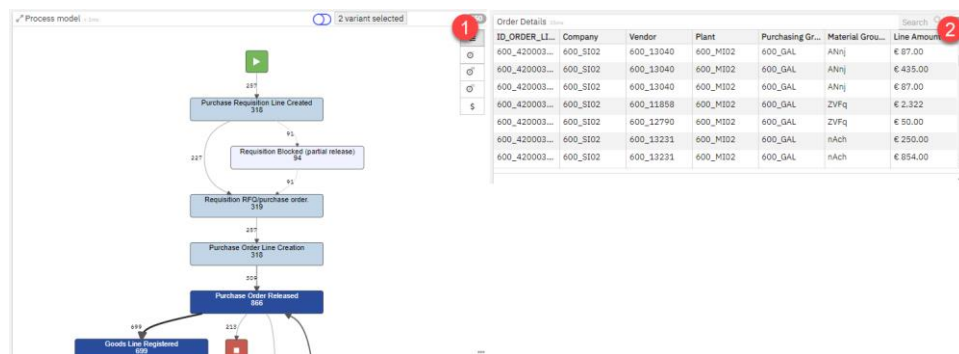 Process model
2 variant selected
1
257
Purchase Requisition Line Created
318
91
227
Requisition Blocked (partial release)
94
91
Requisition RFQ/purchase order.
319
257
Purchase Order Line Creation
318
309
Purchase Order Released
866
699
213
Goods Line Registered
699
$
Order Details
Search
2
ID_ORDER_LI... Company Vendor Plant Purchasing Gr... Material Grou... Line Amount
600_420003... 600_SI02 600_13040 600_MI02 600_GAL ANnj € 87.00
600_420003... 600_SI02 600_13040 600_MI02 600_GAL ANnj € 435.00
600_420003... 600_SI02 600_13040 600_MI02 600_GAL ANnj € 87.00
600_420003... 600_SI02 600_11858 600_MI02 600_GAL ZVFq € 2.322
600_420003... 600_SI02 600_12790 600_MI02 600_GAL ZVFq € 50.00
600_420003... 600_SI02 600_13231 600_MI02 600_GAL nAch € 250.00
600_420003... 600_SI02 600_13231 600_MI02 600_GAL nAch € 854.00